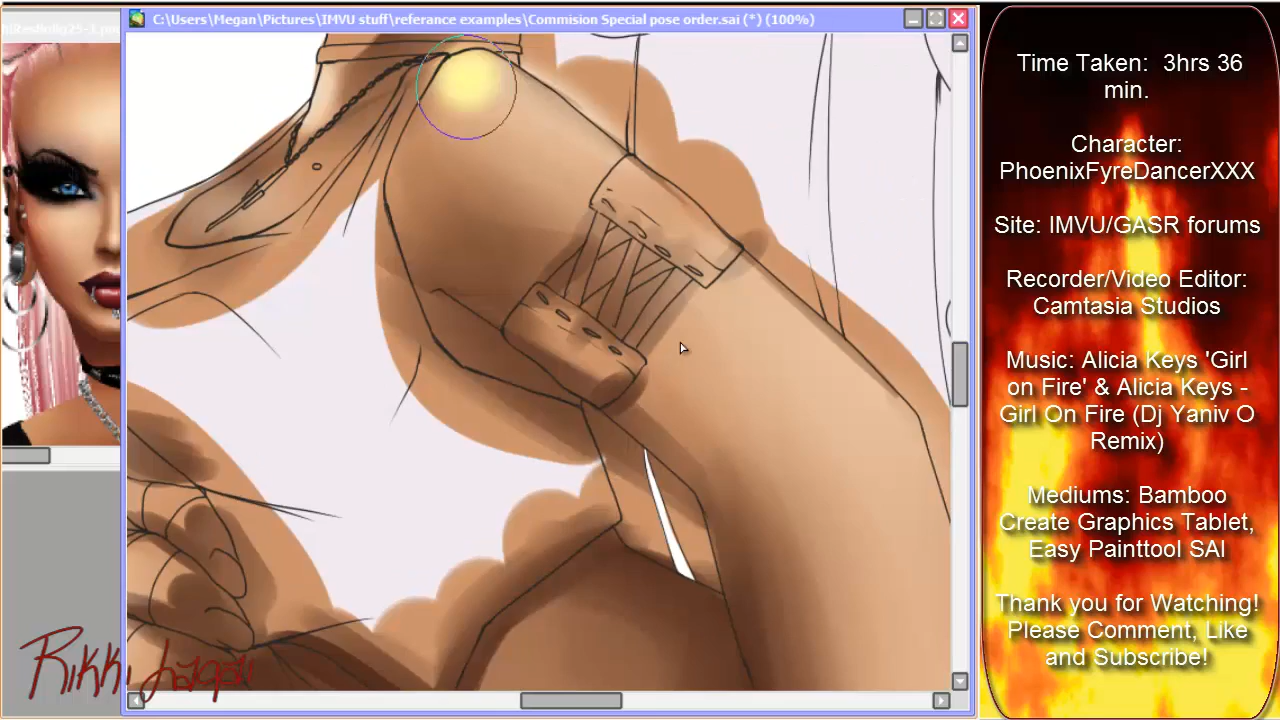 C:\Users\Megan\Pictures\IMVU stuff\referance examples\Commision Special pose order.sai (*) (100%)
Time Taken: 3hrs 36
min.
Character:
PhoenixFyreDancerXXX
Site: IMVU/GASR forums
Recorder/Video Editor:
Camtasia Studios
Music: Alicia Keys 'Girl
on Fire' & Alicia Keys -
Girl On Fire (Dj Yaniv O
Remix)
Mediums: Bamboo
Create Graphics Tablet,
Easy Painttool SAI
Thank you for Watching!
Please Comment, Like
and Subscribe!